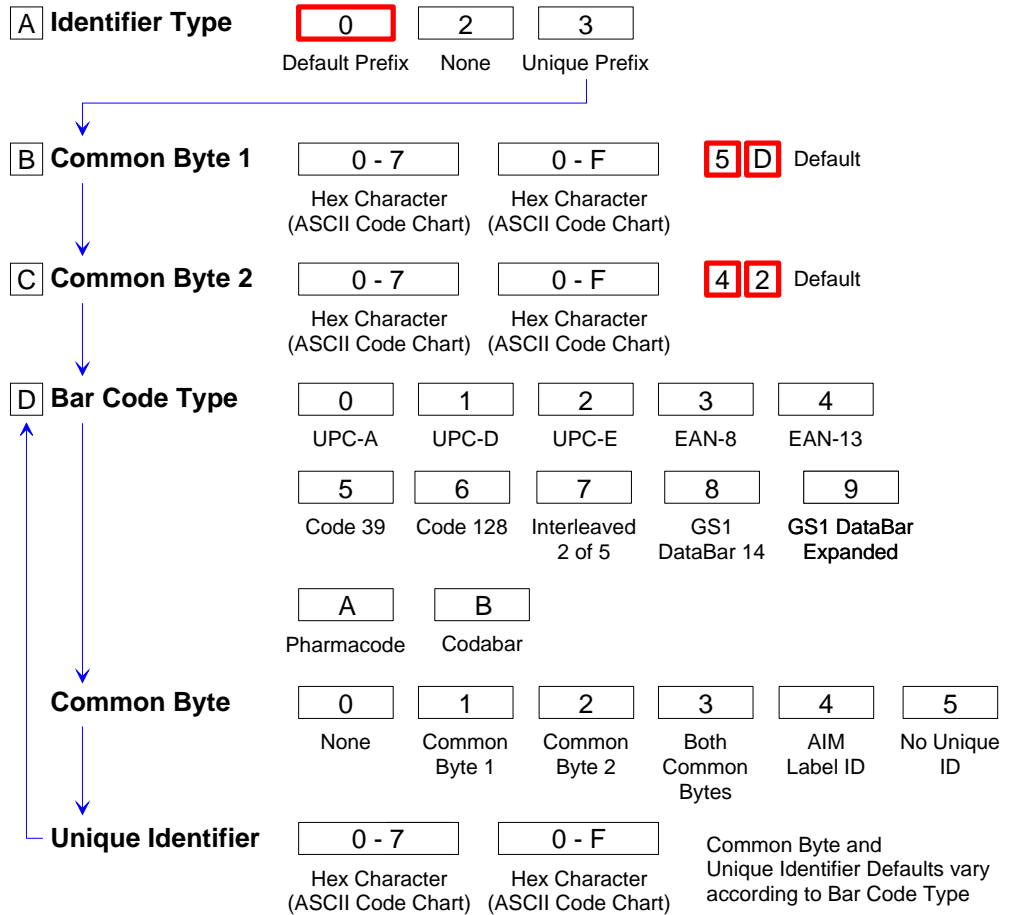 A Identifier Type 0 2 3
Default Prefix None Unique Prefix
B Common Byte 1 0 - 7 0 - F 5 D Default
Hex Character Hex Character
(ASCII Code Chart) (ASCII Code Chart)
C Common Byte 2 0 - 7 0 - F 4 2 Default
Hex Character Hex Character
(ASCII Code Chart) (ASCII Code Chart)
D Bar Code Type 0 1 2 3 4
UPC-A UPC-D UPC-E EAN-8 EAN-13
5 6 7 8 9
Code 39 Code 128 Interleaved GS1 GS1 DataBar
2 of 5 DataBar 14 Expanded
A B
Pharmacode Codabar
Common Byte 0 1 2 3 4 5
None Common Common Both AIM No Unique
Byte 1 Byte 2 Common Label ID ID
Bytes
Unique Identifier 0 - 7 0 - F Common Byte and
Unique Identifier Defaults vary
Hex Character Hex Character according to Bar Code Type
(ASCII Code Chart) (ASCII Code Chart)